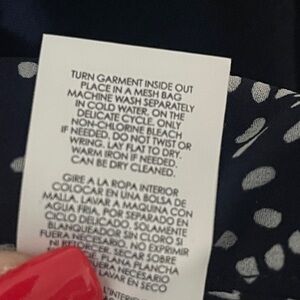 TURN GARMENT INSIDE OUT
PLACE IN A MESH BAG
MACHINE WASH SEPARATELY
IN COLD WATER, ON THE
DELICATE CYCLE. ONLY
NON-CHLORINE BLEACH
IF NEEDED. DO NOT TWIST OR
WRING. LAY FLAT TO DRY.
WARM IRON IF NEEDED.
CAN BE DRY CLEANED.
GIRE A LA ROPA INTERIOR
COLOCAR EN UNA BOLSA DE
MALLA. LAVAR A MAQUINA CON
AGUA FRIA, POR SEPARADO EN
CICLO DELICADO. SOLAMENTE
BLANQUEADOR SIN CLORO SI
FUERA NECESARIO. NO EXPRIMIR
NI RETORCER. SECAR SOBRE
PLANA. PLANCHA
NECESARIO
LAVAR EN SECO
L'INTERI